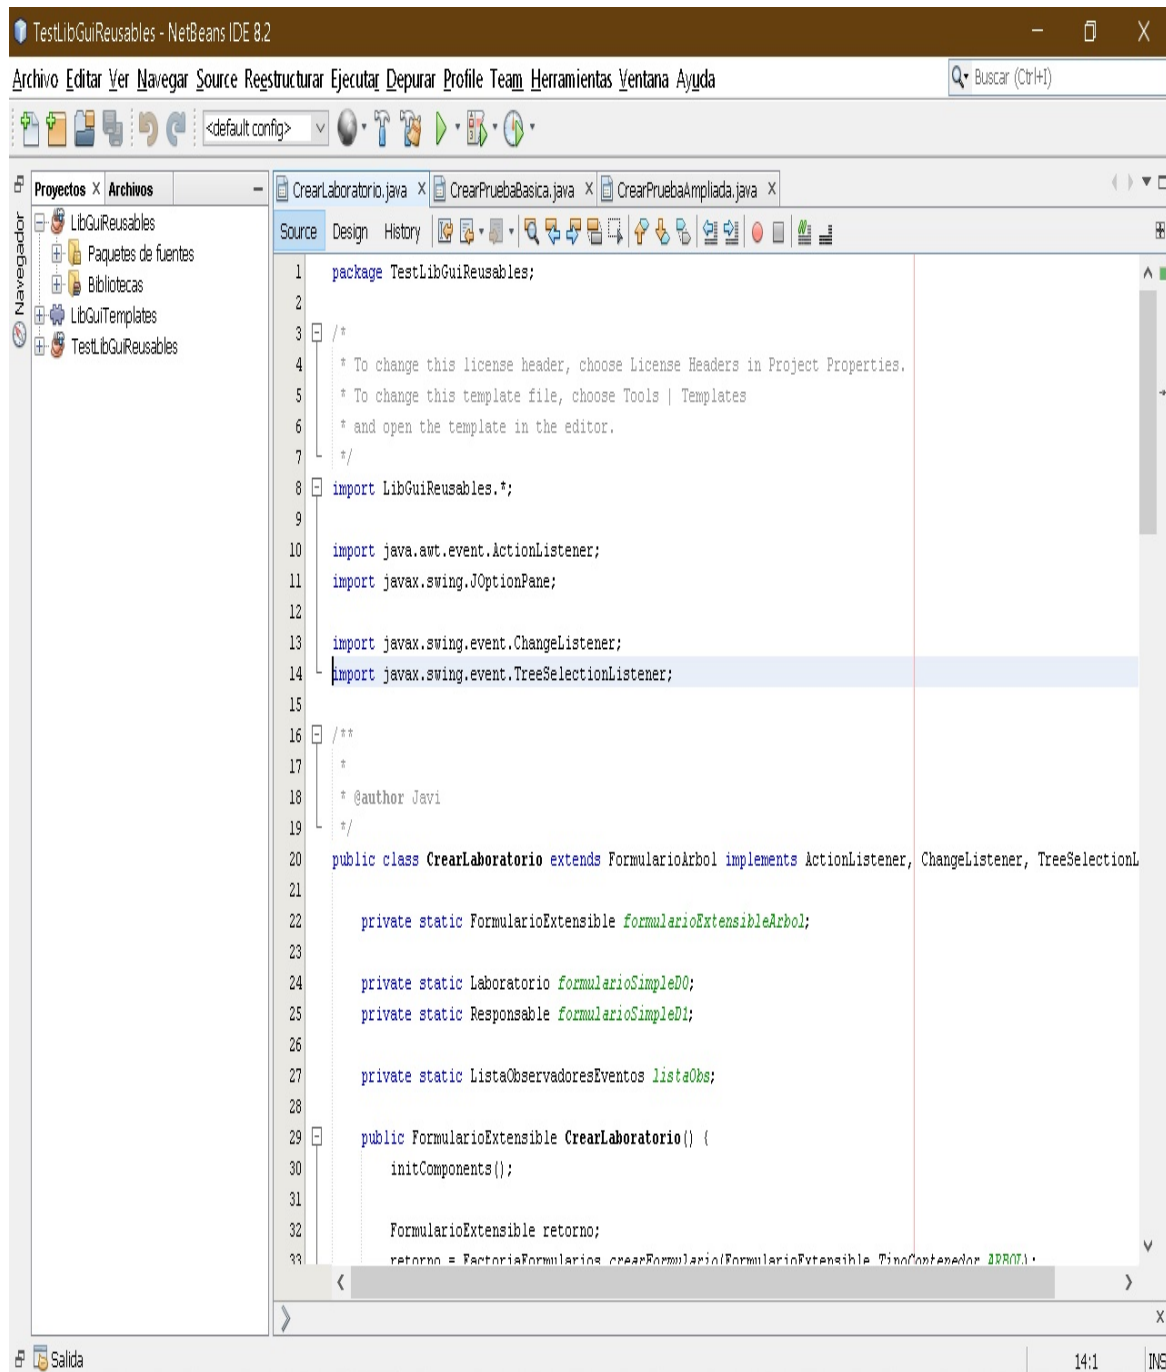 TestLibGuiReusables - NetBeans IDE 8.2
Archivo Editar Ver Navegar Source Reestructurar Ejecutar Depurar Profile Team Herramientas Ventana Ayuda
Buscar (Ctrl+I)
<default config>
Navegador
Proyectos Archivos
LibGuiReusables
Paquetes de fuentes
Bibliotecas
LibGuiTemplates
TestLibGuiReusables
CrearLaboratorio.java CrearPruebaBasica.java CrearPruebaAmpliada.java
Source Design History
1 package TestLibGuiReusables;
2
3 /*
4 * To change this license header, choose License Headers in Project Properties.
5 * To change this template file, choose Tools | Templates
6 * and open the template in the editor.
7 */
8 import LibGuiReusables.*;
9
10 import java.awt.event.ActionListener;
11 import javax.swing.JOptionPane;
12
13 import javax.swing.event.ChangeListener;
14 import javax.swing.event.TreeSelectionListener;
15
16 /**
17 *
18 * @author Javi
19 */
20 public class CrearLaboratorio extends FormularioArbol implements ActionListener, ChangeListener, TreeSelectionL
21
22 private static FormularioExtensible formularioExtensibleArbol;
23
24 private static Laboratorio formularioSimpleD0;
25 private static Responsable formularioSimpleD1;
26
27 private static ListaObservadoresEventos listaObs;
28
29 public FormularioExtensible CrearLaboratorio() {
30 initComponents();
31
32 FormularioExtensible retorno;
33 retorno = FactoriaFormularios.crearFormulario(FormularioExtensible.TipoContenedor.ARBOL);
Salida
14:1 INS